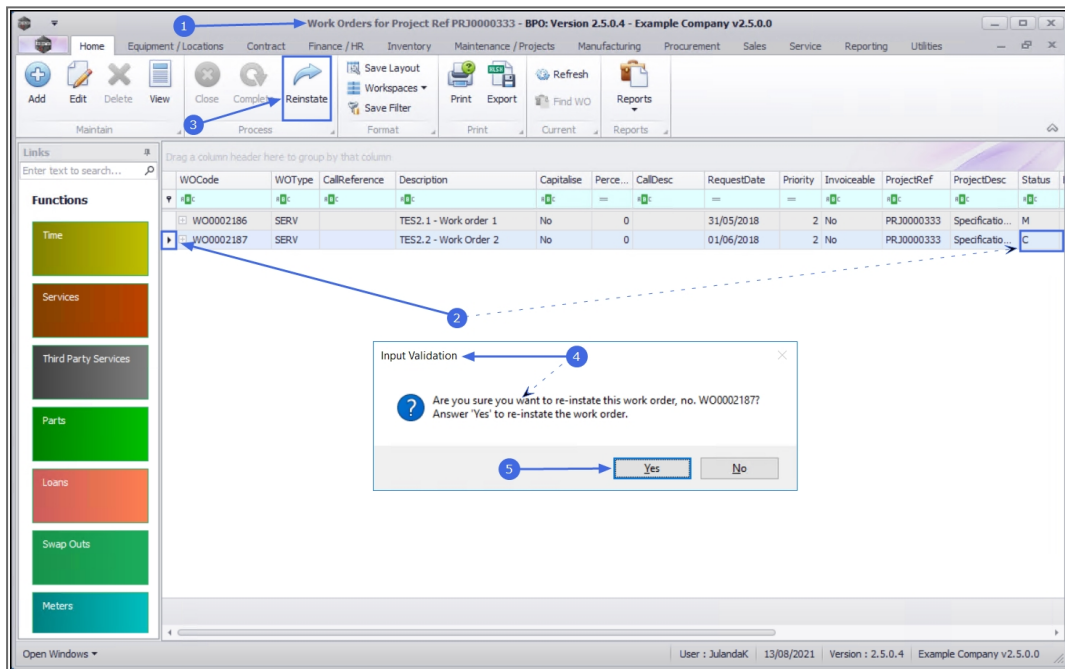 1
Work Orders for Project Ref PRJ0000333 - BPO: Version 2.5.0.4 - Example Company v2.5.0.0
Home Equipment / Locations Contract Finance / HR Inventory Maintenance / Projects Manufacturing Procurement Sales Service Reporting Utilities
Add Edit Delete View Close Complete Reinstate
Save Layout
Workspaces
Save Filter
Print Export
Refresh
Find WO
Reports
3
Maintain Process Format Print Current Reports
Links
Enter text to search...
Functions
Time
Services
Third Party Services
Parts
Loans
Swap Outs
Meters
Drag a column header here to group by that column
WOCode WOType CallReference Description Capitalise Perce... CallDesc RequestDate Priority Invoiceable ProjectRef ProjectDesc Status
WO0002186 SERV TES2.1 - Work order 1 No 0 31/05/2018 2 No PRJ0000333 Specificatio... M
WO0002187 SERV TES2.2 - Work Order 2 No 0 01/06/2018 2 No PRJ0000333 Specificatio... C
2
Input Validation
4
Are you sure you want to re-instate this work order, no. WO0002187?
Answer 'Yes' to re-instate the work order.
5
Yes No
Open Windows User : JulandaK 13/08/2021 Version : 2.5.0.4 Example Company v2.5.0.0